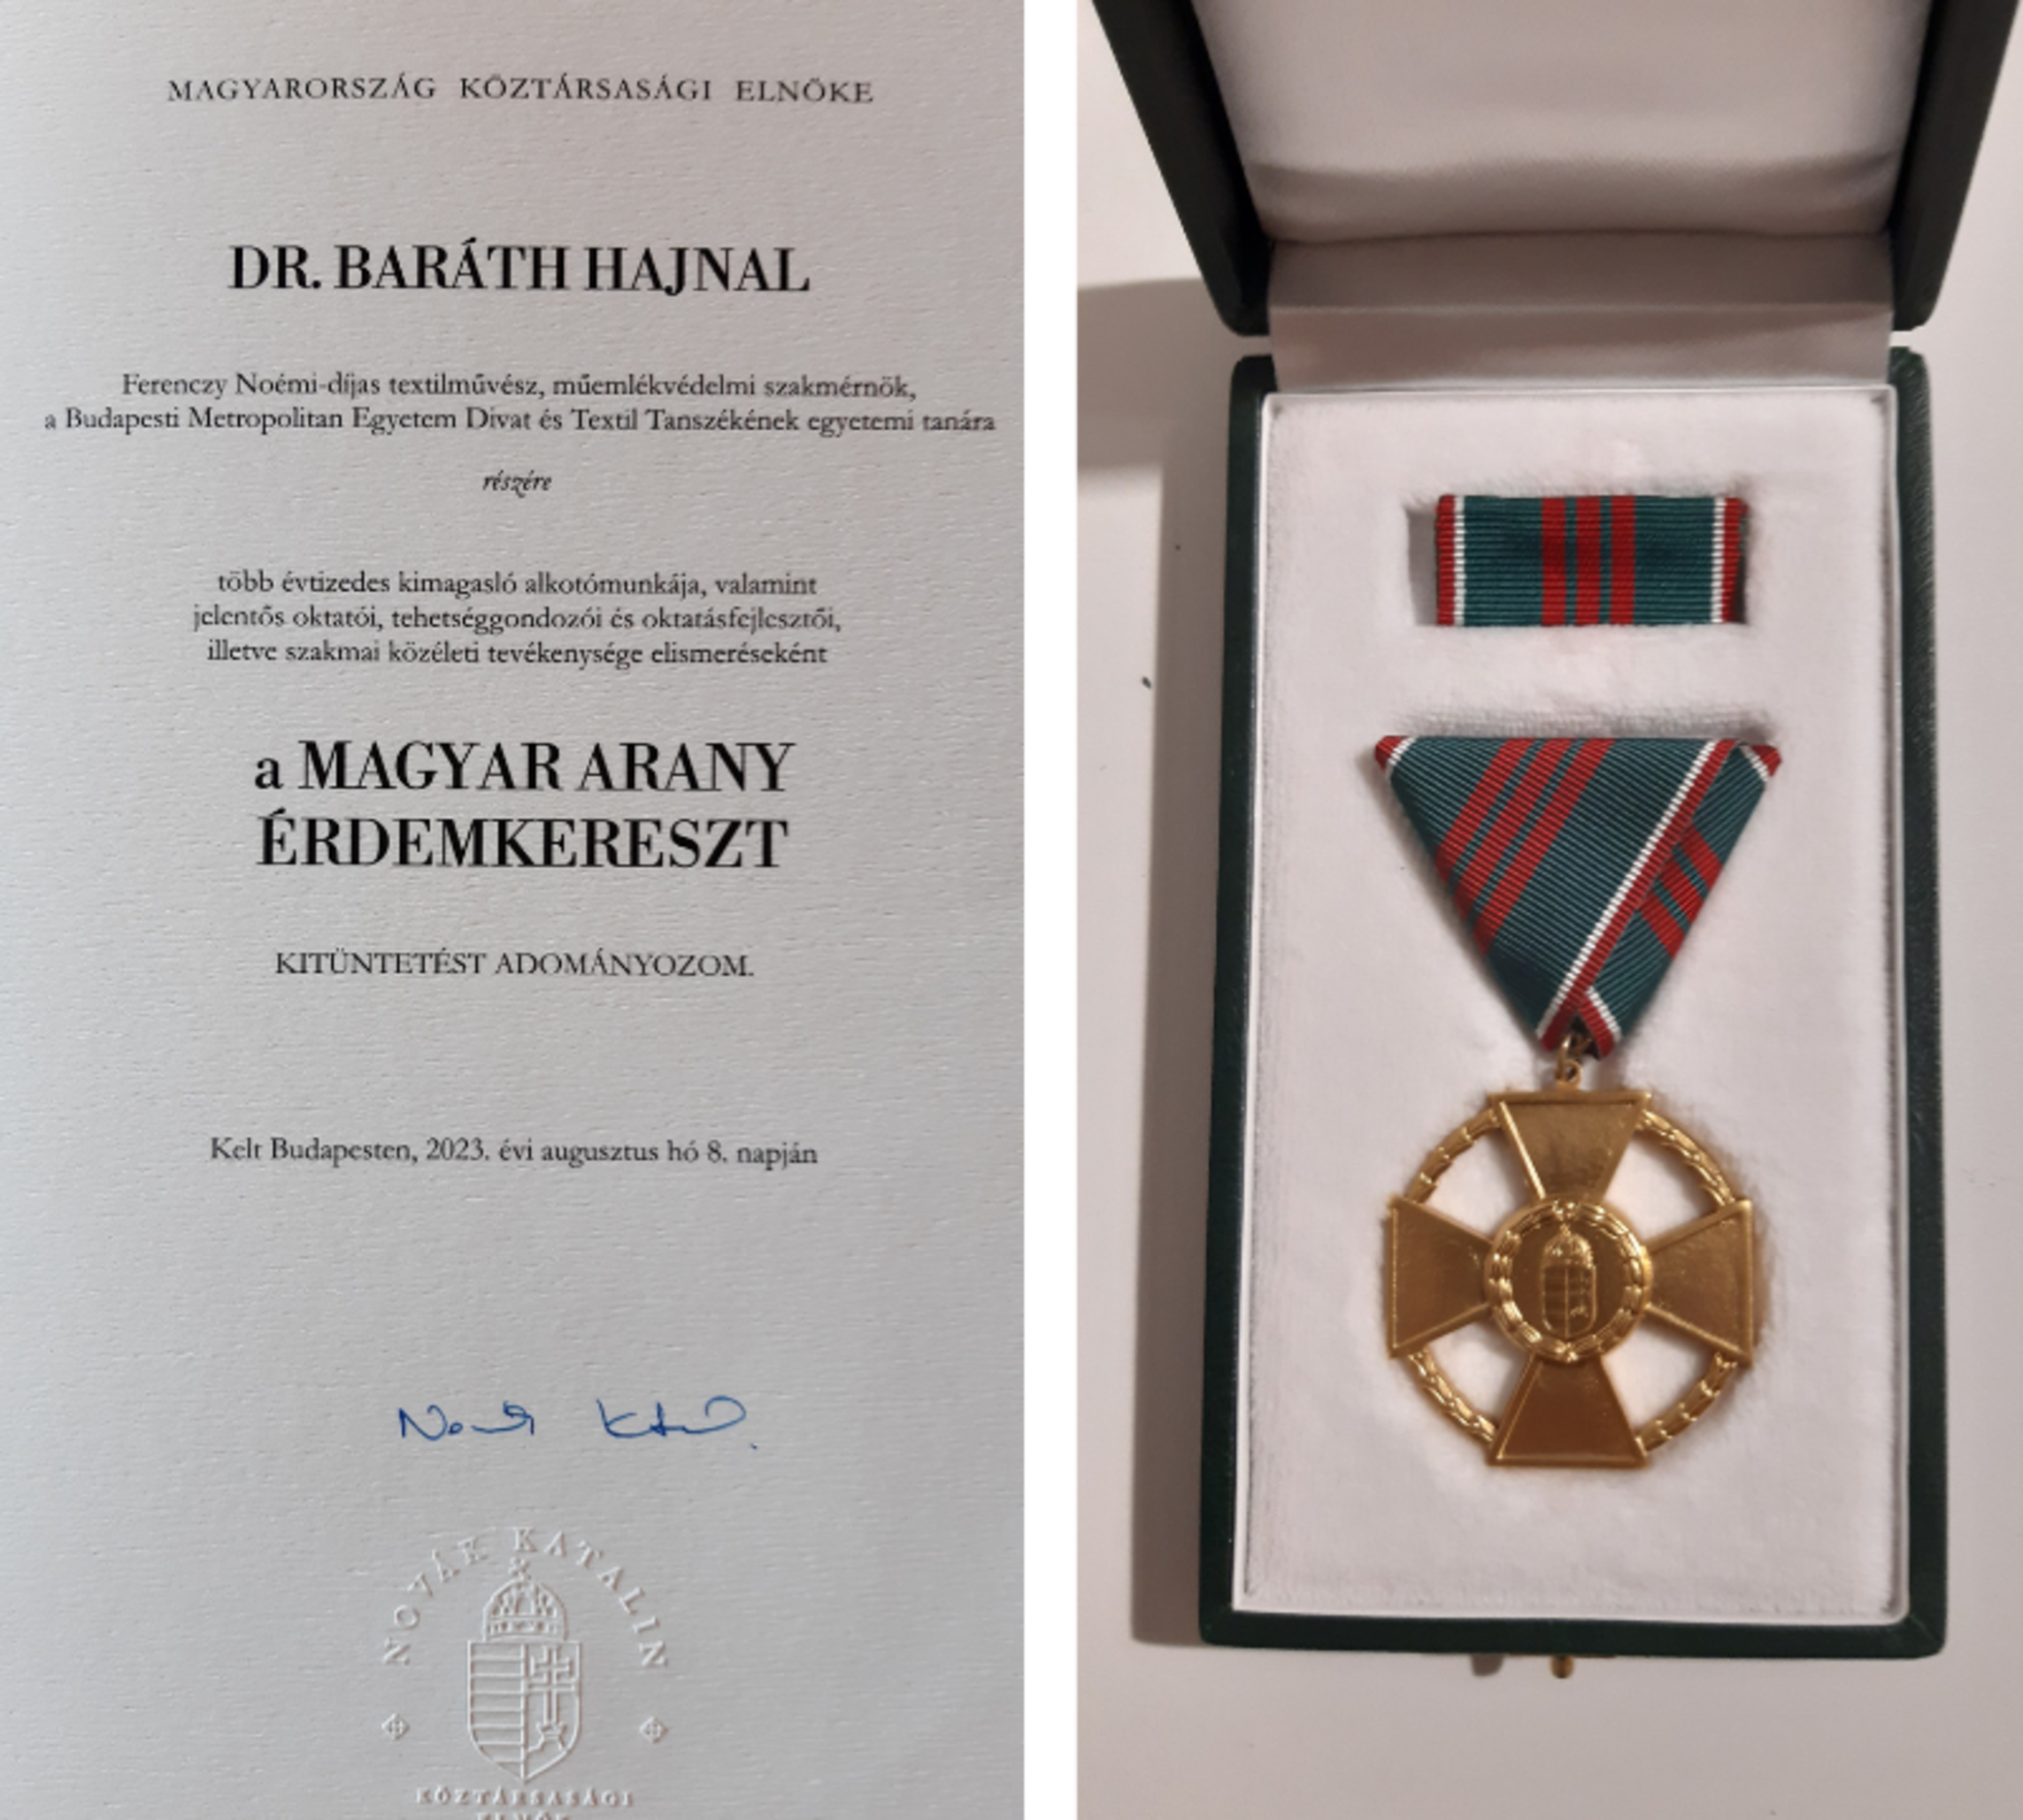 MAGYARORSZÁG KÖZTÁRSASÁGI ELNÖKE
DR. BARÁTH HAJNAL
Ferenczy Noémi-díjas textilművész, műemlékvédelmi szakmérnök,
a Budapesti Metropolitan Egyetem Divat és Textil Tanszékének egyetemi tanára
részére
több évtizedes kimagasló alkotómunkája, valamint
jelentős oktatói, tehetséggondozói és oktatásfejlesztői,
illetve szakmai közéleti tevékenysége elismeréseként
a MAGYAR ARANY
ÉRDEMKERESZT
KITÜNTETÉST ADOMÁNYOZOM.
Kelt Budapesten, 2023. évi augusztus hó 8. napján
NOVÁK KATALIN
KÖZTÁRSASÁGI
ELNÖK